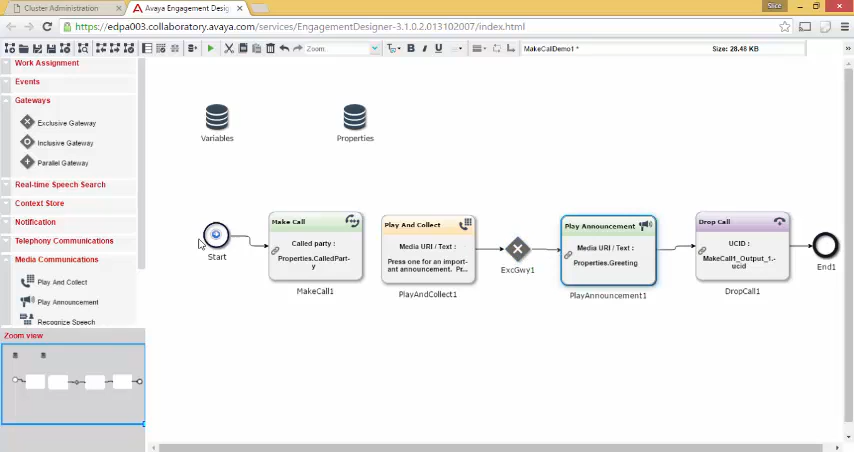 Cluster Administration
Avaya Engagement Desig
Slice
https://edpa003.collaboratory.avaya.com/services/EngagementDesigner-3.1.0.2.013102007/index.html
Zoom:
B I U
MakeCallDemo1 *
Size: 28.48 KB
Work Assignment
Events
Gateways
Exclusive Gateway
Inclusive Gateway
Parallel Gateway
Real-time Speech Search
Context Store
Notification
Telephony Communications
Media Communications
Play And Collect
Play Announcement
Recognize Speech
Zoom view
Variables
Properties
Start
Make Call
Called party :
Properties.CalledPart-
y
MakeCall1
Play And Collect
Media URI / Text :
Press one for an impor-
tant announcement. Pr...
PlayAndCollect1
ExcGwy1
Play Announcement
Media URI / Text :
Properties.Greeting
PlayAnnouncement1
Drop Call
UCID :
MakeCall1_Output_1.-
ucid
DropCall1
End1